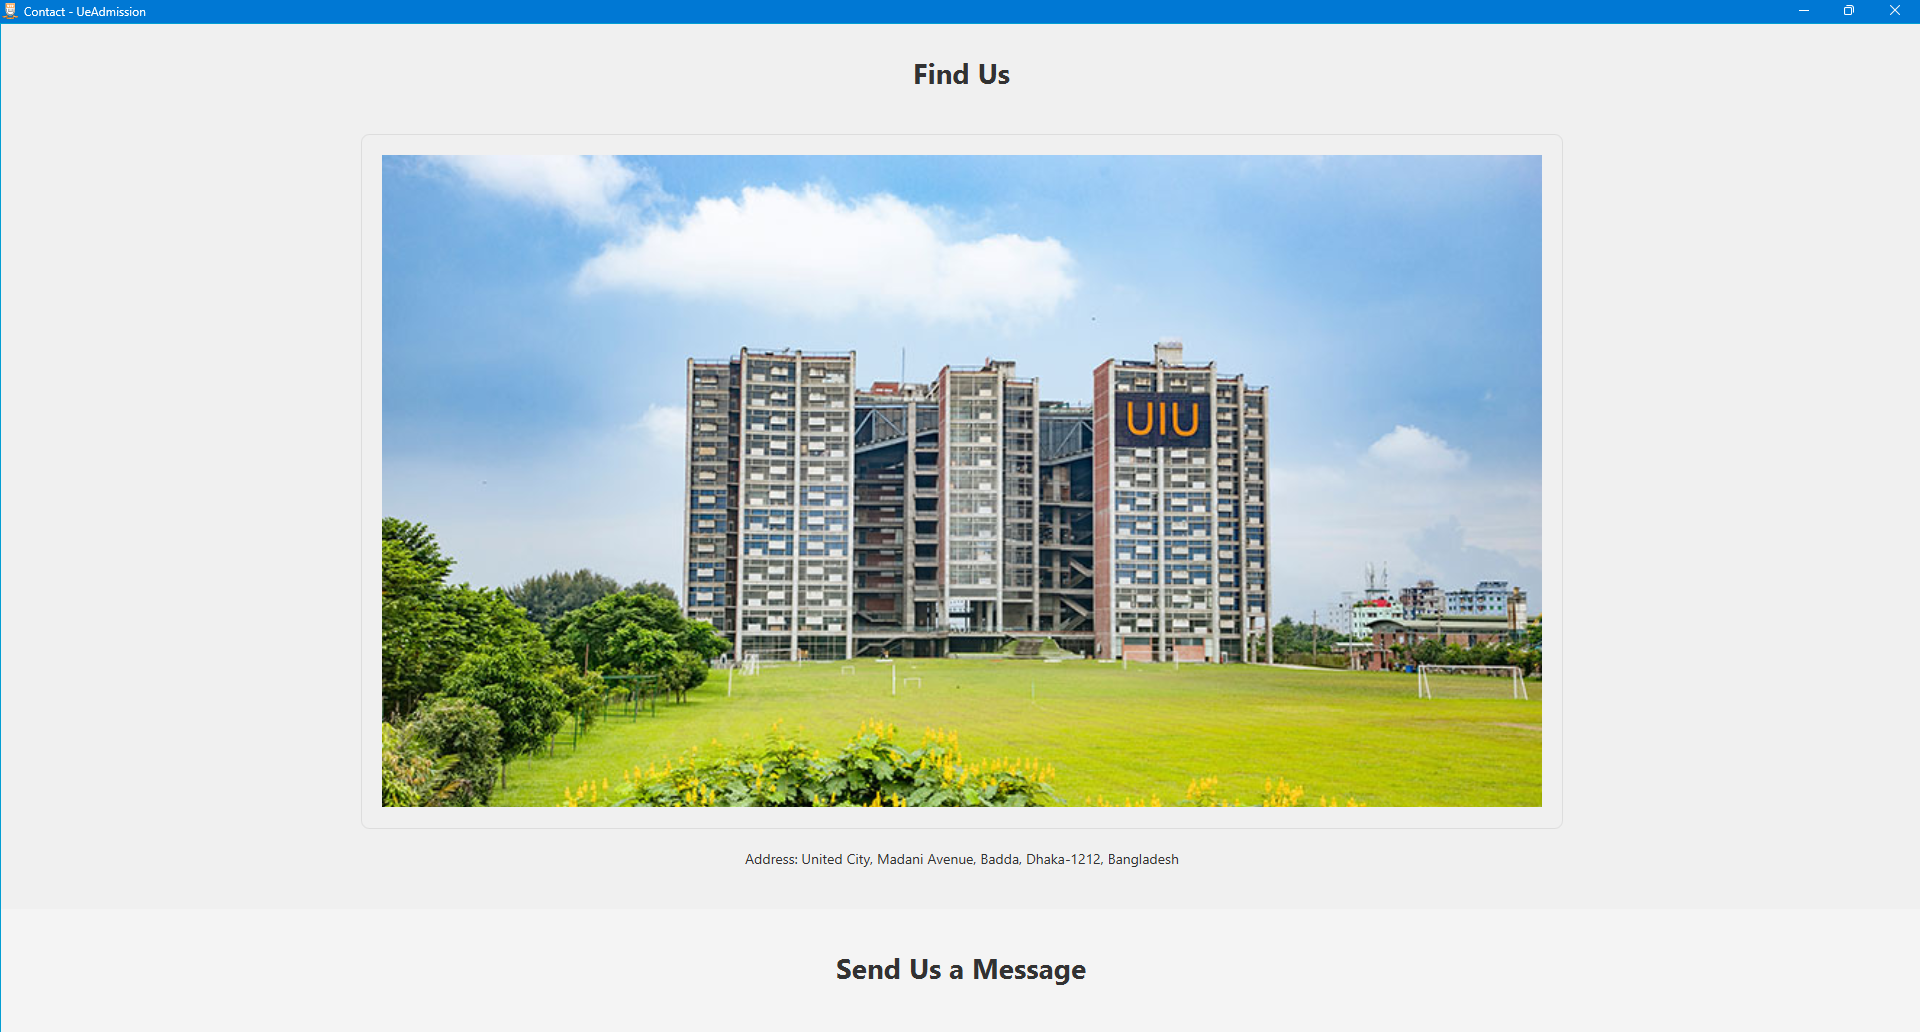 Contact - UeAdmission
Find Us
UIU
Address: United City, Madani Avenue, Badda, Dhaka-1212, Bangladesh
Send Us a Message